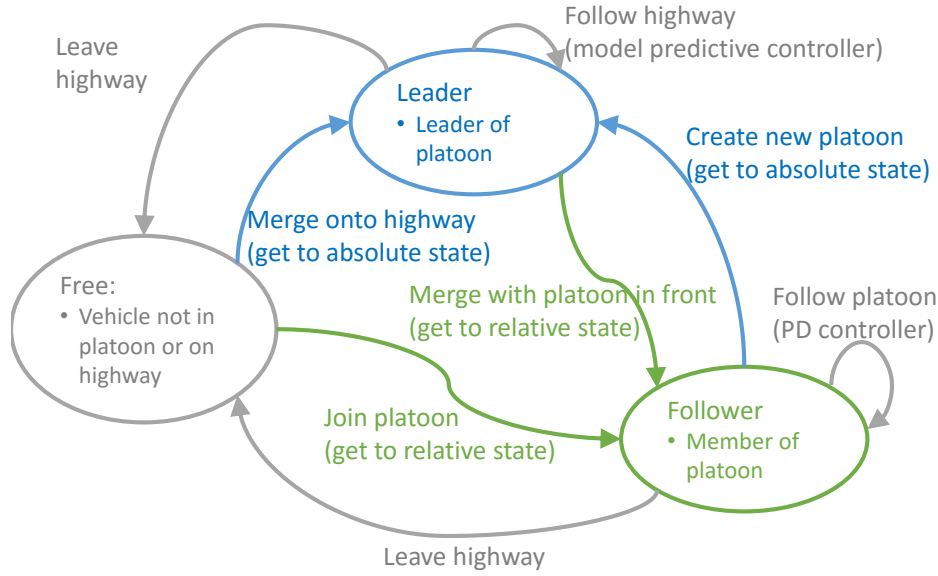 Follow highway
(model predictive controller)
Leave
highway
Leader
• Leader of
platoon
Create new platoon
(get to absolute state)
Merge onto highway
(get to absolute state)
Free:
• Vehicle not in
platoon or on
highway
Merge with platoon in front
(get to relative state)
Follow platoon
(PD controller)
Join platoon
(get to relative state)
Follower
• Member of
platoon
Leave highway